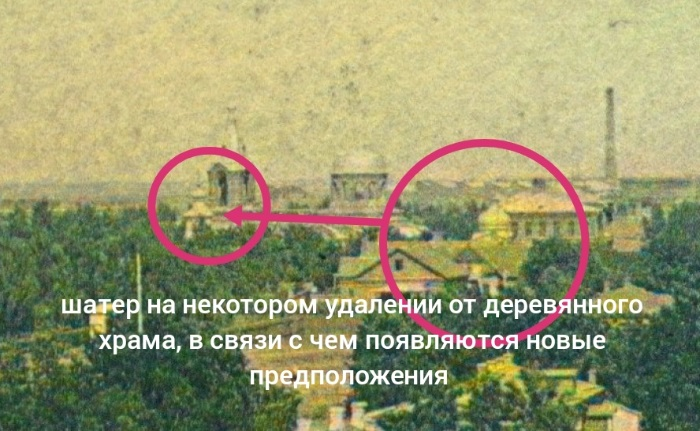 шатер на некотором удалении от деревянного
храма, в связи с чем появляются новые
предположения